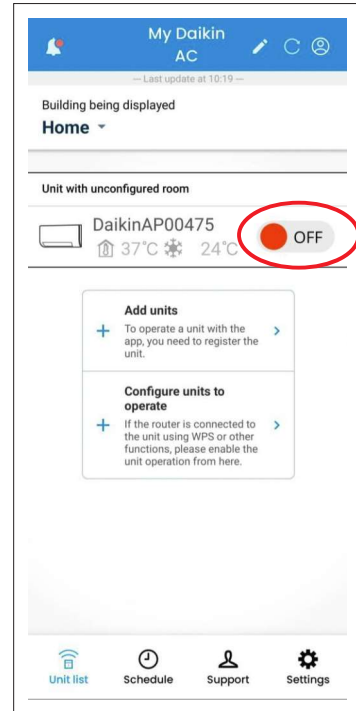 My Daikin
AC
— Last update at 10:19 —
Building being displayed
Home
Unit with unconfigured room
DaikinAP00475
37°C 24°C OFF
Add units
To operate a unit with the
app, you need to register the
unit.
Configure units to
operate
If the router is connected to
the unit using WPS or other
functions, please enable the
unit operation from here.
Unit list Schedule Support Settings